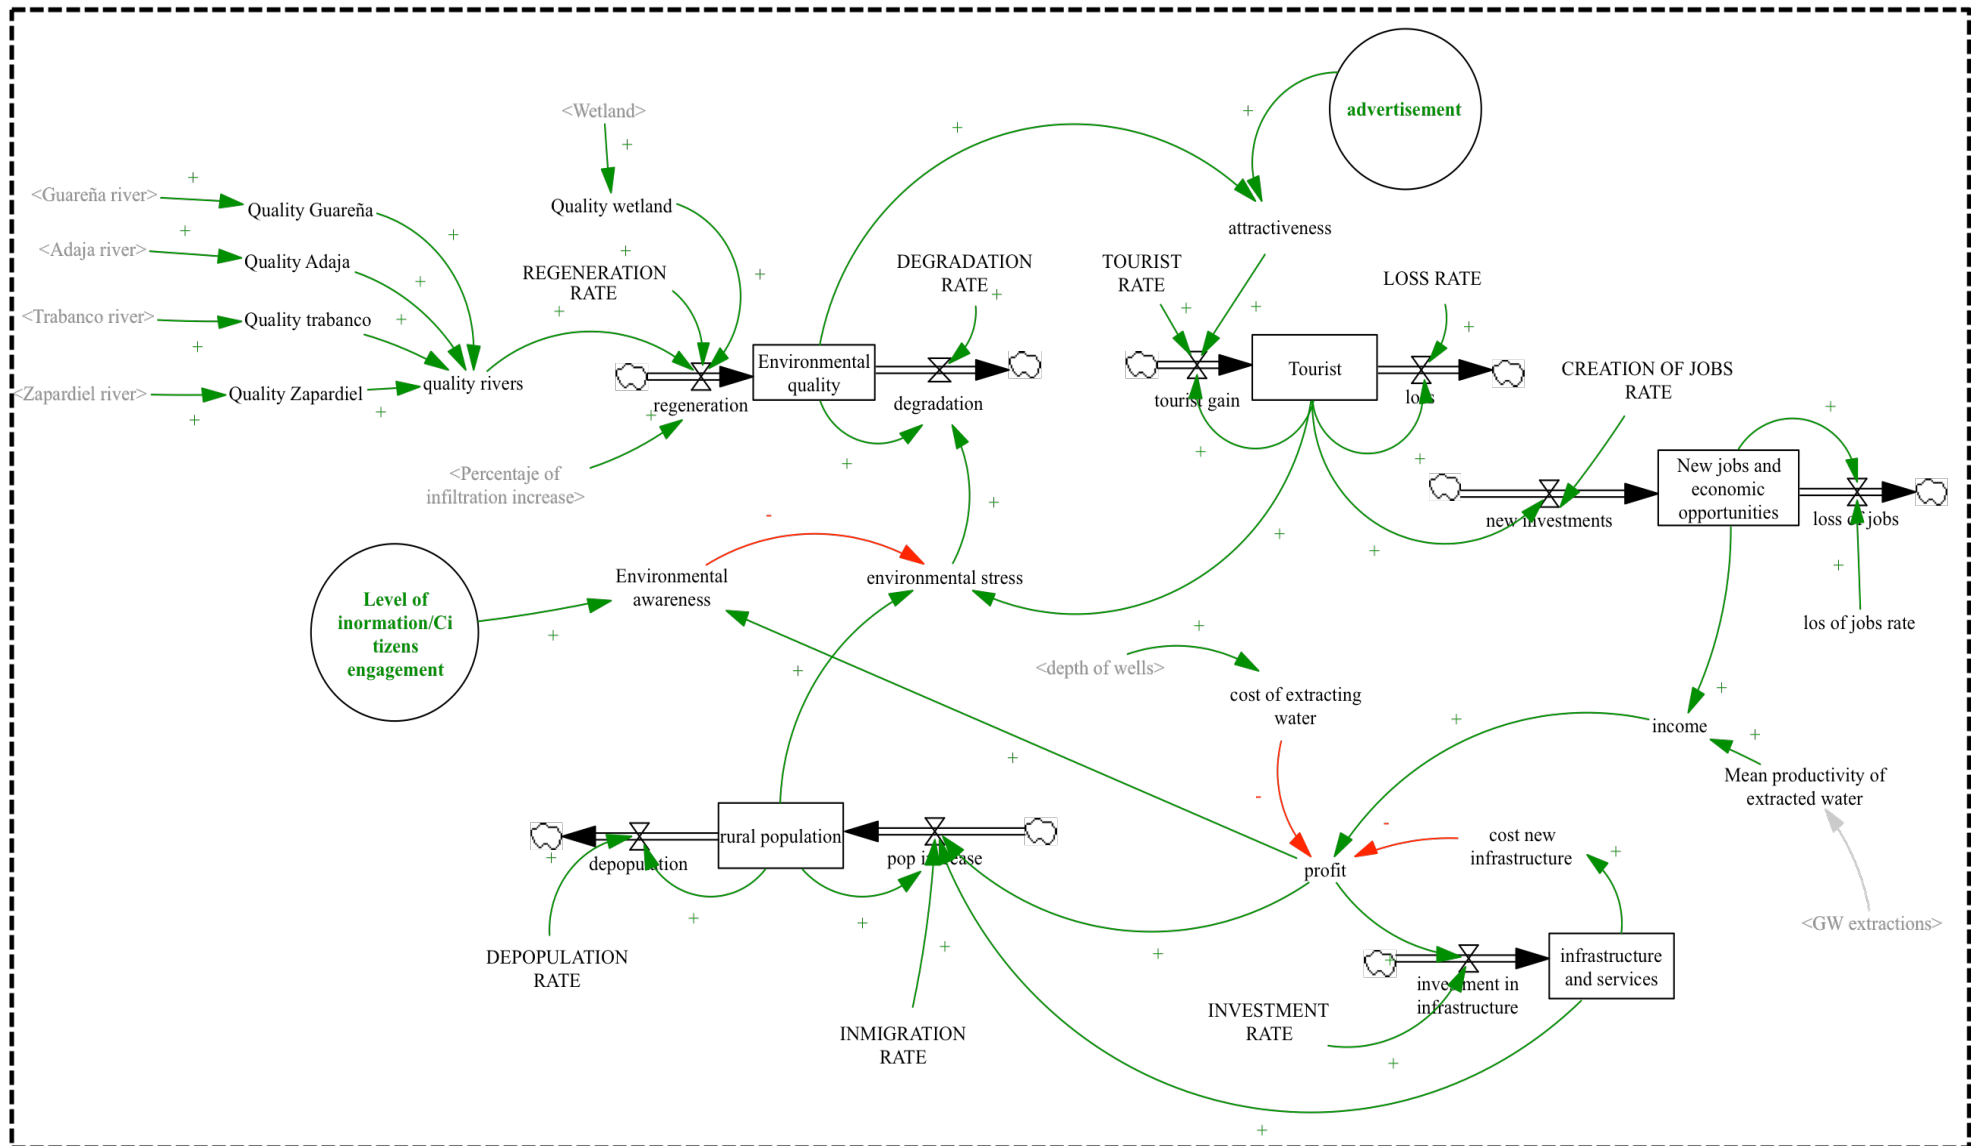 advertisement
<Wetland>
<Guareña river>
Quality Guareña
Quality wetland
attractiveness
<Adaja river>
Quality Adaja
REGENERATION
RATE
DEGRADATION
RATE
TOURIST
RATE
LOSS RATE
<Trabanco river>
Quality trabanco
Environmental
quality
Tourist
<Zapardiel river>
Quality Zapardiel
quality rivers
regeneration
degradation
tourist gain
loss
CREATION OF JOBS
RATE
<Percentaje of
infiltration increase>
New jobs and
economic
opportunities
new investments
loss of jobs
Level of
inormation/Ci
tizens
engagement
Environmental
awareness
environmental stress
los of jobs rate
<depth of wells>
cost of extracting
water
income
Mean productivity of
extracted water
rural population
depopulation
pop increase
profit
cost new
infrastructure
<GW extractions>
DEPOPULATION
RATE
INMIGRATION
RATE
INVESTMENT
RATE
investment in
infrastructure
infrastructure
and services